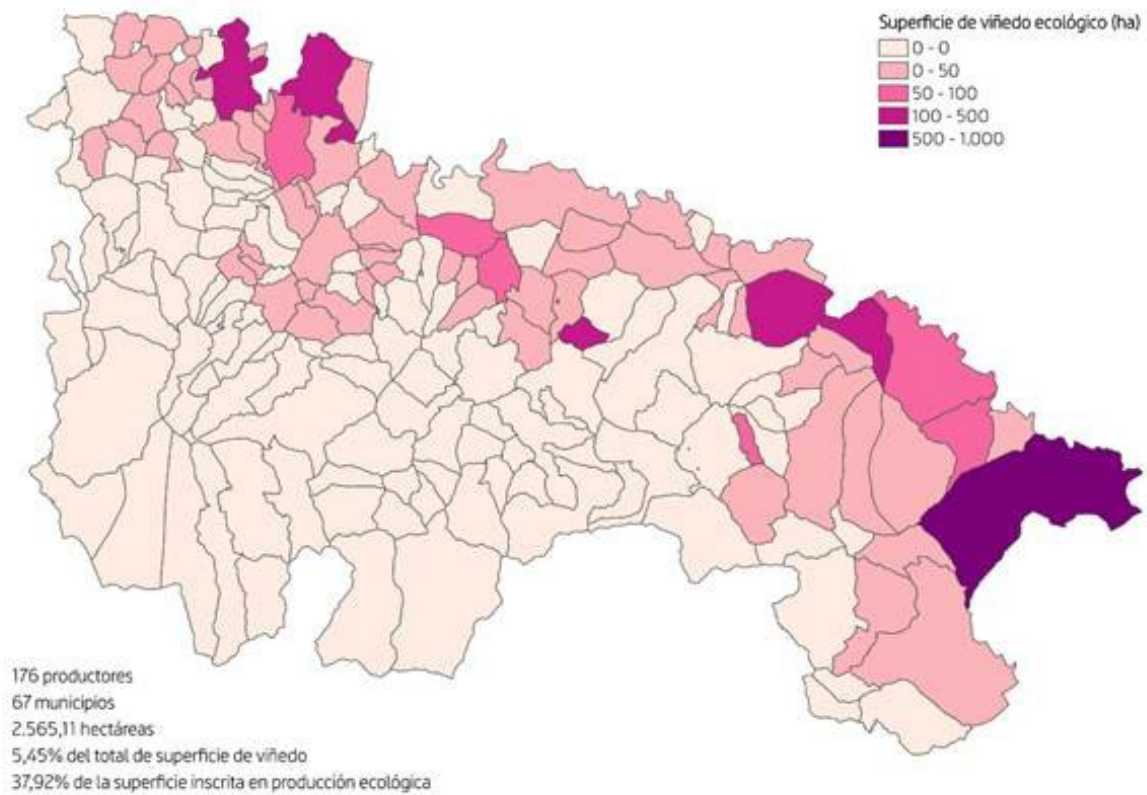 Superficie de viñedo ecológico (ha)
0 - 0
0 - 50
50 - 100
100 - 500
500 - 1.000
176 productores
67 municipios
2.565,11 hectáreas
5,45% del total de superficie de viñedo
37,92% de la superficie inscrita en producción ecológica